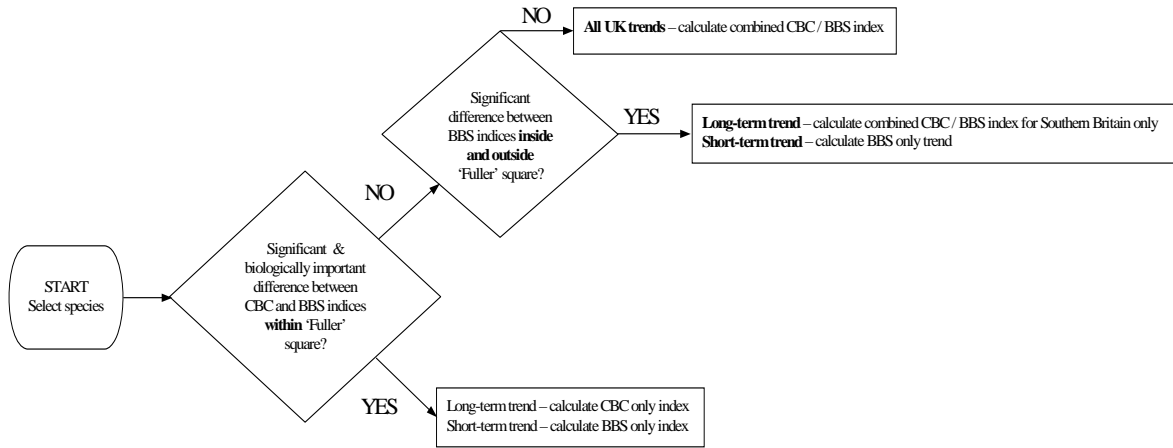 START
Select species
Significant &
biologically important
difference between
CBC and BBS indices
within ‘Fuller’
square?
NO
Significant
difference between
BBS indices inside
and outside
‘Fuller’ square?
NO
All UK trends – calculate combined CBC / BBS index
YES
Long-term trend – calculate combined CBC / BBS index for Southern Britain only
Short-term trend – calculate BBS only trend
YES
Long-term trend – calculate CBC only index
Short-term trend – calculate BBS only index